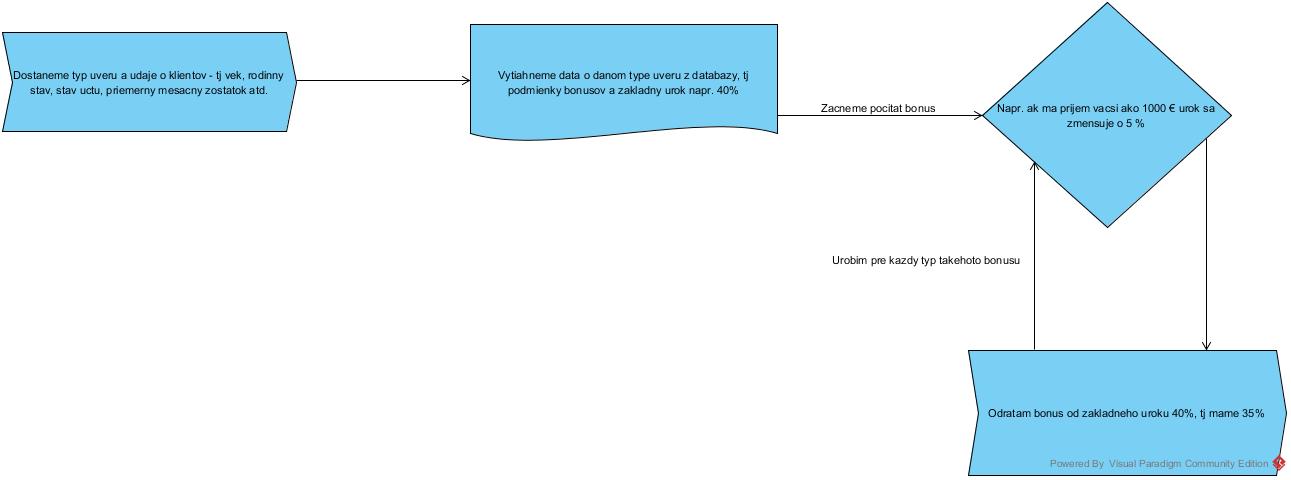 Dostaneme typ uveru a udaje o klientov - tj vek, rodinny
stav, stav uctu, priemerny mesacny zostatok atd.
Vytiahneme data o danom type uveru z databazy, tj
podmienky bonusov a zakladny urok napr. 40%
Zacneme pocitat bonus
Napr. ak ma prijem vacsi ako 1000 € urok sa
zmensuje o 5 %
Urobim pre kazdy typ takehoto bonusu
Odratam bonus od zakladneho uroku 40%, tj mame 35%
Powered By Visual Paradigm Community Edition